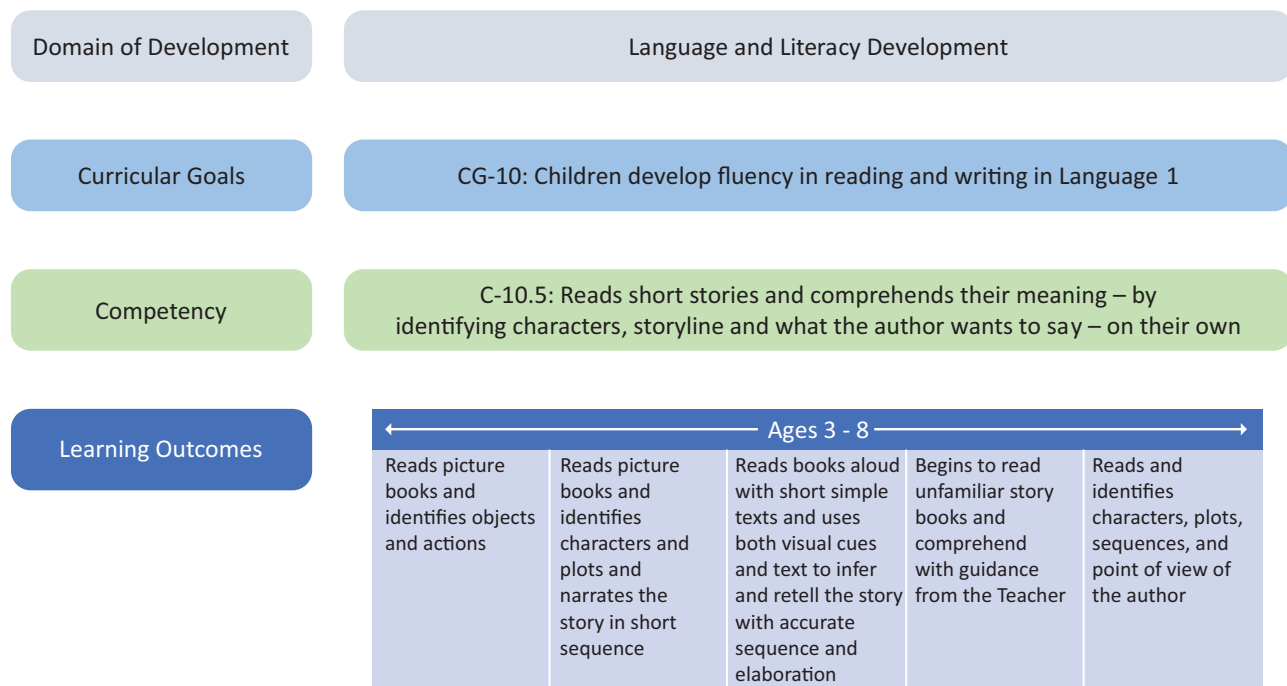 Domain of Development
Language and Literacy Development
Curricular Goals
CG-10: Children develop fluency in reading and writing in Language 1
Competency
C-10.5: Reads short stories and comprehends their meaning – by
identifying characters, storyline and what the author wants to say – on their own
Learning Outcomes
Ages 3 - 8
Reads picture
books and
identifies objects
and actions
Reads picture
books and
identifies
characters and
plots and
narrates the
story in short
sequence
Reads books aloud
with short simple
texts and uses
both visual cues
and text to infer
and retell the story
with accurate
sequence and
elaboration
Begins to read
unfamiliar story
books and
comprehend
with guidance
from the Teacher
Reads and
identifies
characters, plots,
sequences, and
point of view of
the author